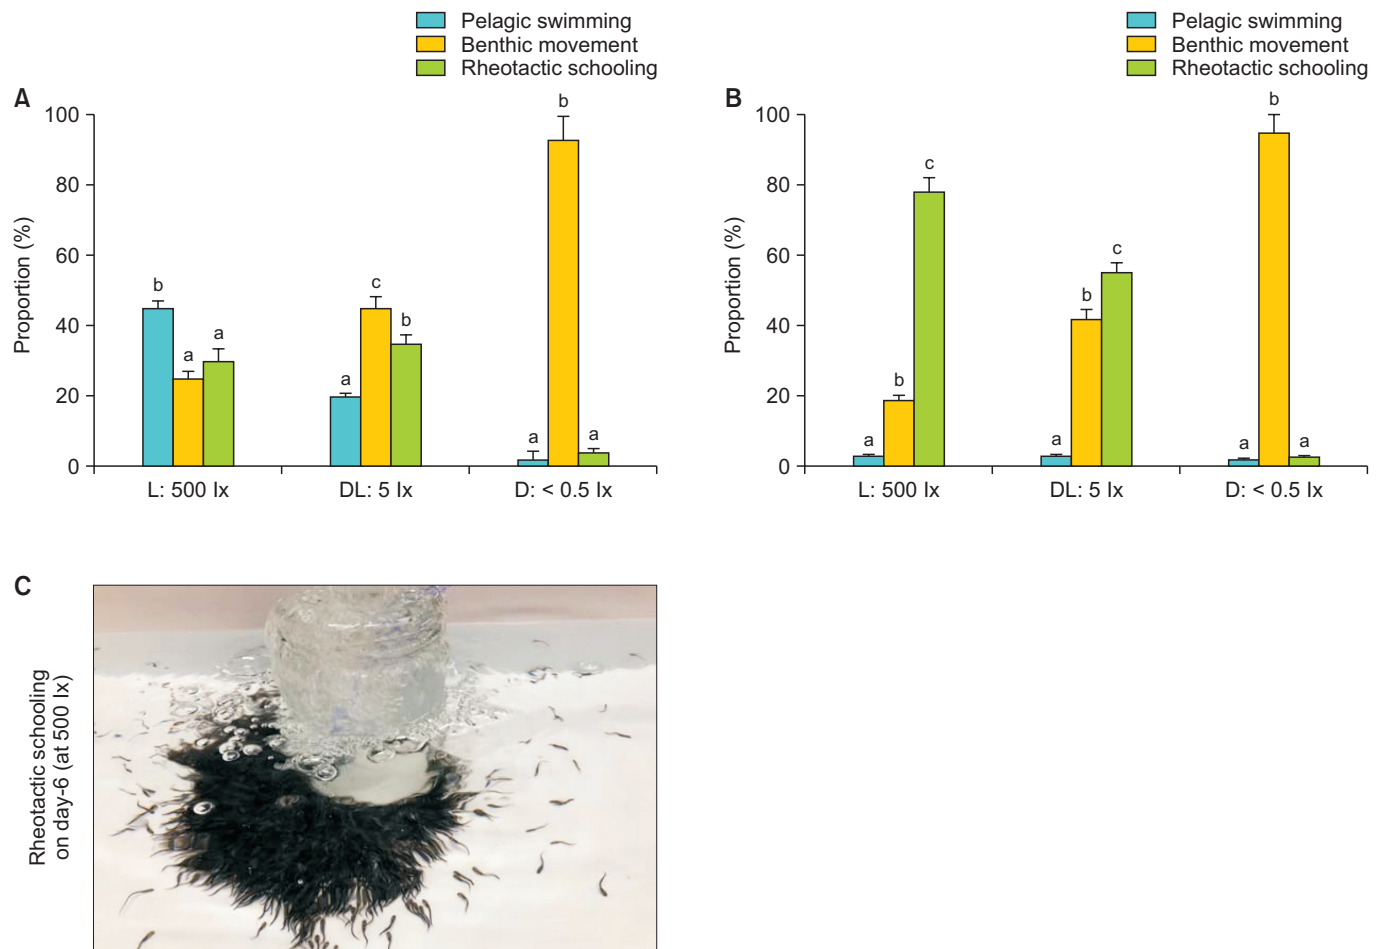 Pelagic swimming
Benthic movement
Rheotactic schooling
A
100
80
60
40
20
0
Proportion (%)
b
a
a
a
c
b
a
b
a
L: 500 lx
DL: 5 lx
D: < 0.5 lx
Pelagic swimming
Benthic movement
Rheotactic schooling
B
100
80
60
40
20
0
Proportion (%)
a
b
c
a
b
c
a
b
a
L: 500 lx
DL: 5 lx
D: < 0.5 lx
C
Rheotactic schooling
on day-6 (at 500 lx)